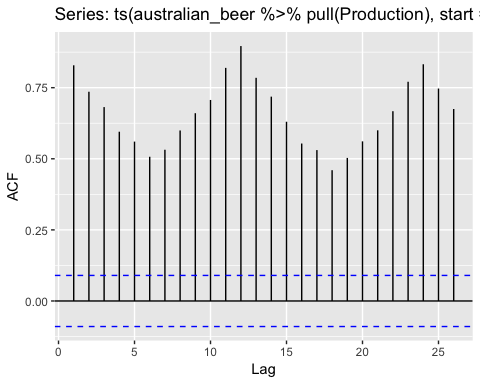 Series: ts(australian_beer %>% pull(Production), start =
0.75
0.50
0.25
0.00
ACF
0 5 10 15 20 25
Lag